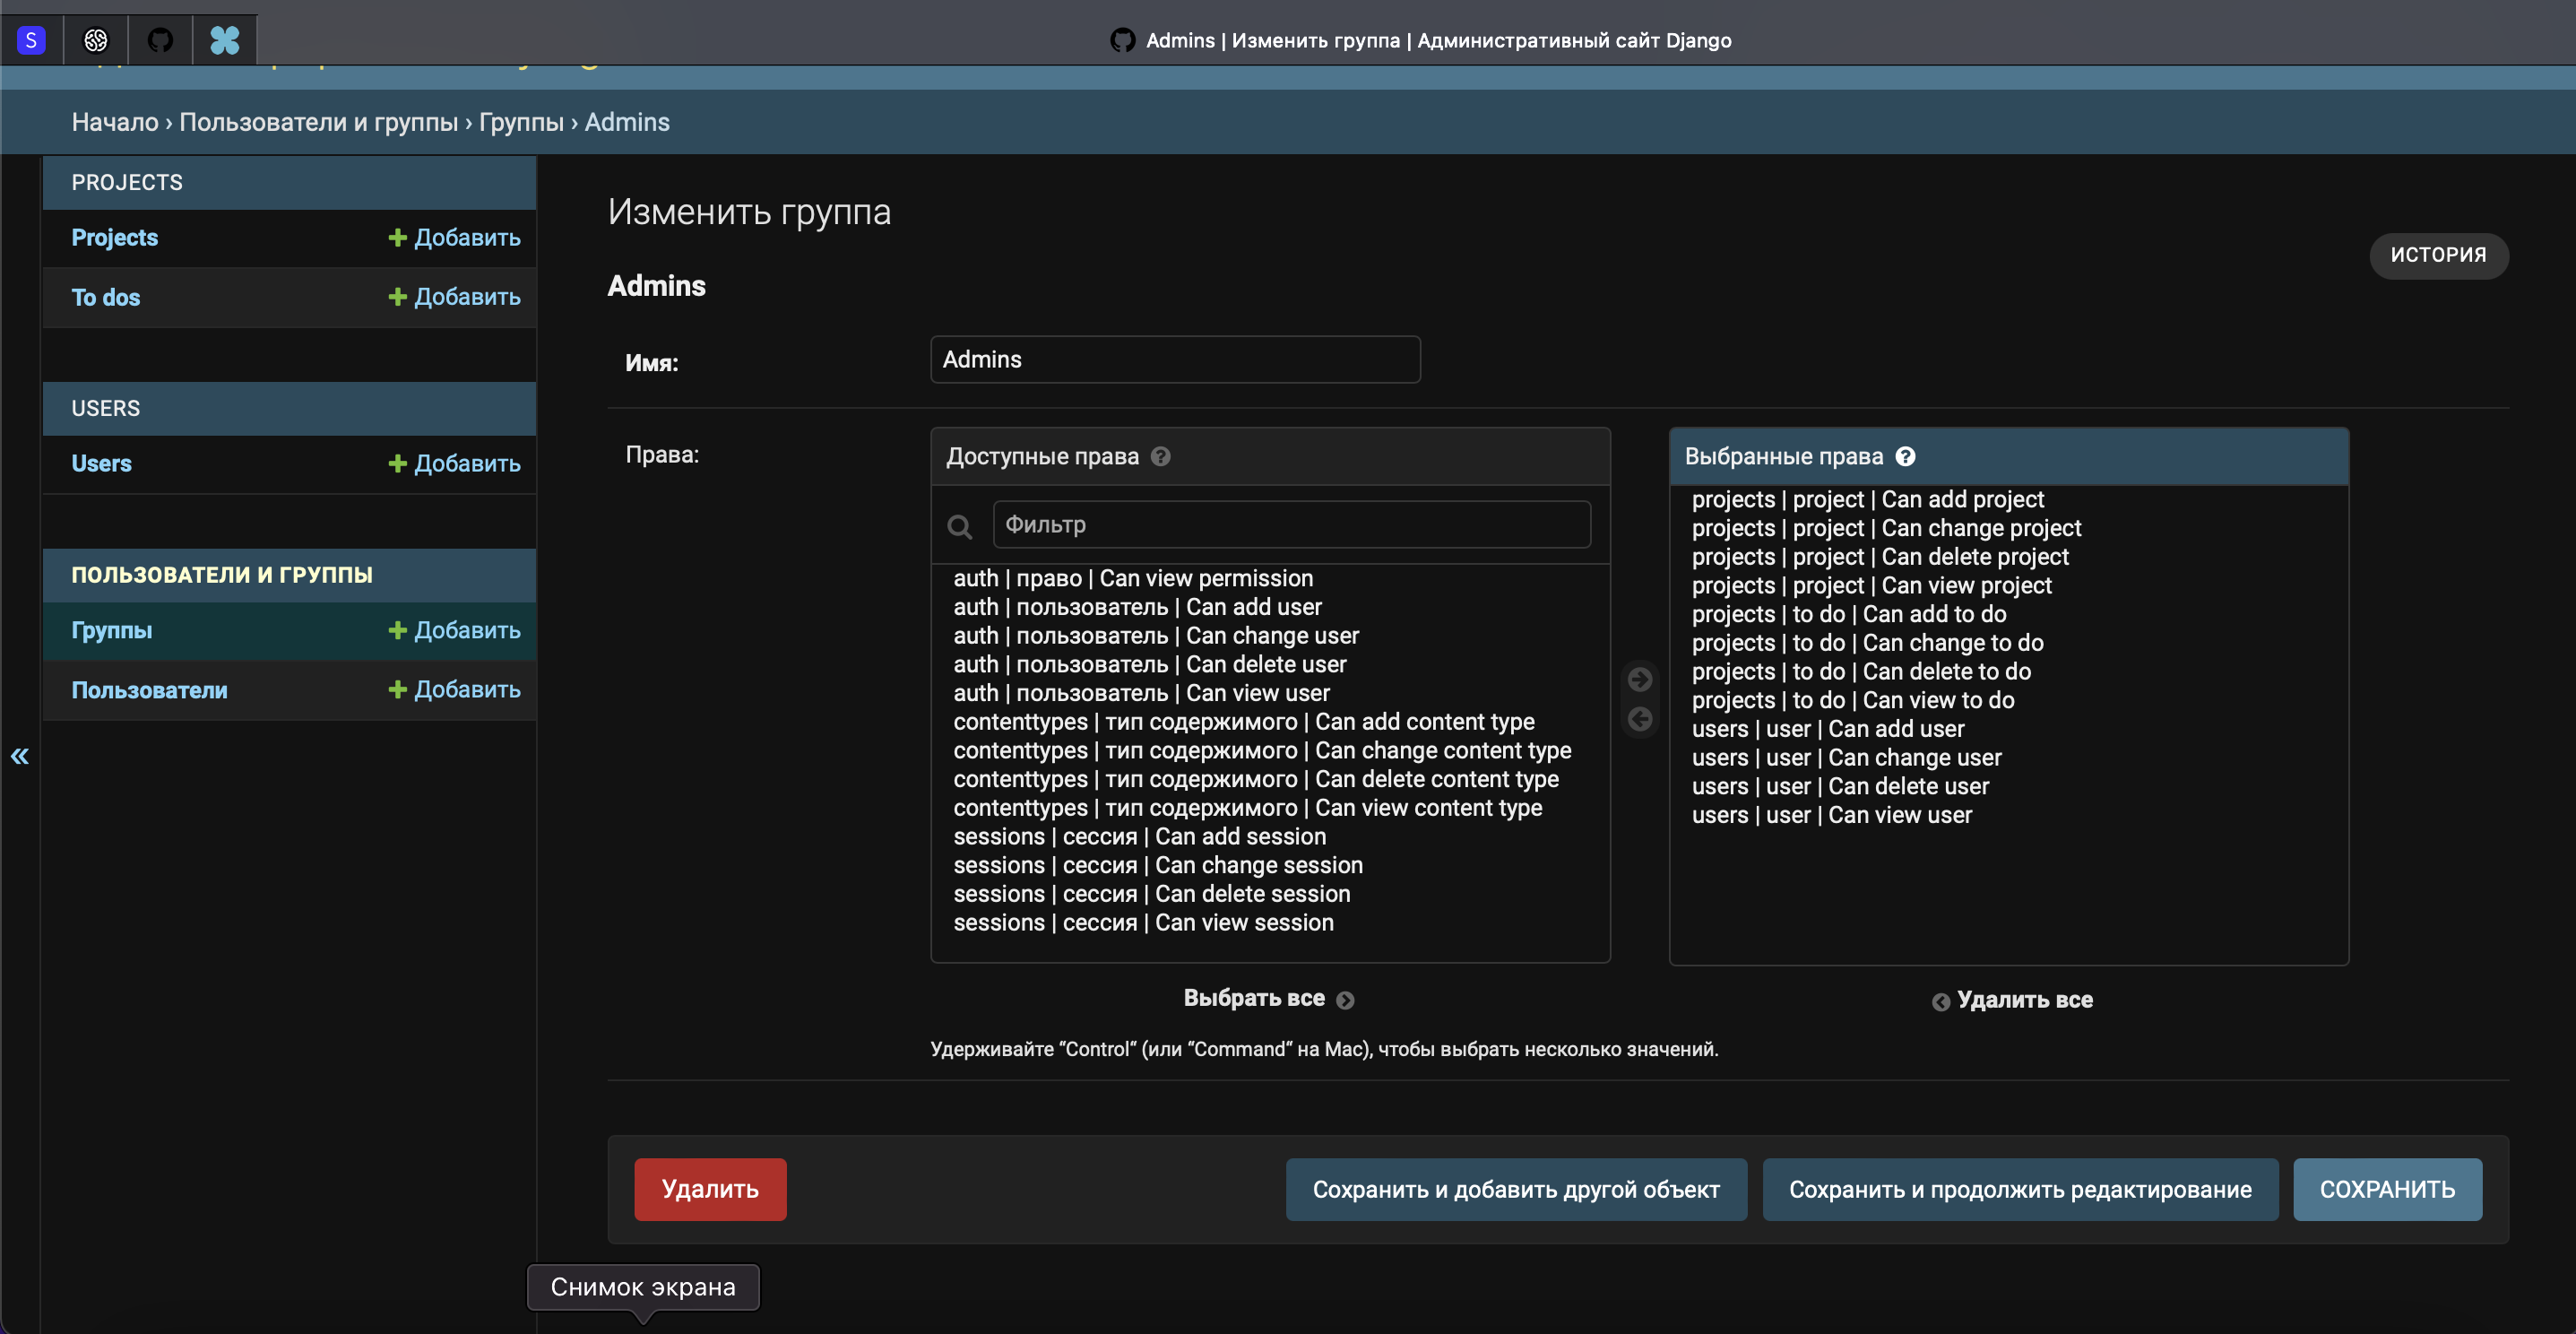 S
Admins | Изменить группа | Административный сайт Django
Начало › Пользователи и группы › Группы › Admins
PROJECTS
Projects
Добавить
To dos
Добавить
USERS
Users
Добавить
ПОЛЬЗОВАТЕЛИ И ГРУППЫ
Группы
Добавить
Пользователи
Добавить
«
Изменить группа
ИСТОРИЯ
Admins
Имя:
Admins
Права:
Доступные права ?
Фильтр
auth | право | Can view permission
auth | пользователь | Can add user
auth | пользователь | Can change user
auth | пользователь | Can delete user
auth | пользователь | Can view user
contenttypes | тип содержимого | Can add content type
contenttypes | тип содержимого | Can change content type
contenttypes | тип содержимого | Can delete content type
contenttypes | тип содержимого | Can view content type
sessions | сессия | Can add session
sessions | сессия | Can change session
sessions | сессия | Can delete session
sessions | сессия | Can view session
Выбрать все
Выбранные права ?
projects | project | Can add project
projects | project | Can change project
projects | project | Can delete project
projects | project | Can view project
projects | to do | Can add to do
projects | to do | Can change to do
projects | to do | Can delete to do
projects | to do | Can view to do
users | user | Can add user
users | user | Can change user
users | user | Can delete user
users | user | Can view user
Удалить все
Удерживайте “Control“ (или “Command“ на Mac), чтобы выбрать несколько значений.
Удалить
Сохранить и добавить другой объект
Сохранить и продолжить редактирование
СОХРАНИТЬ
Снимок экрана